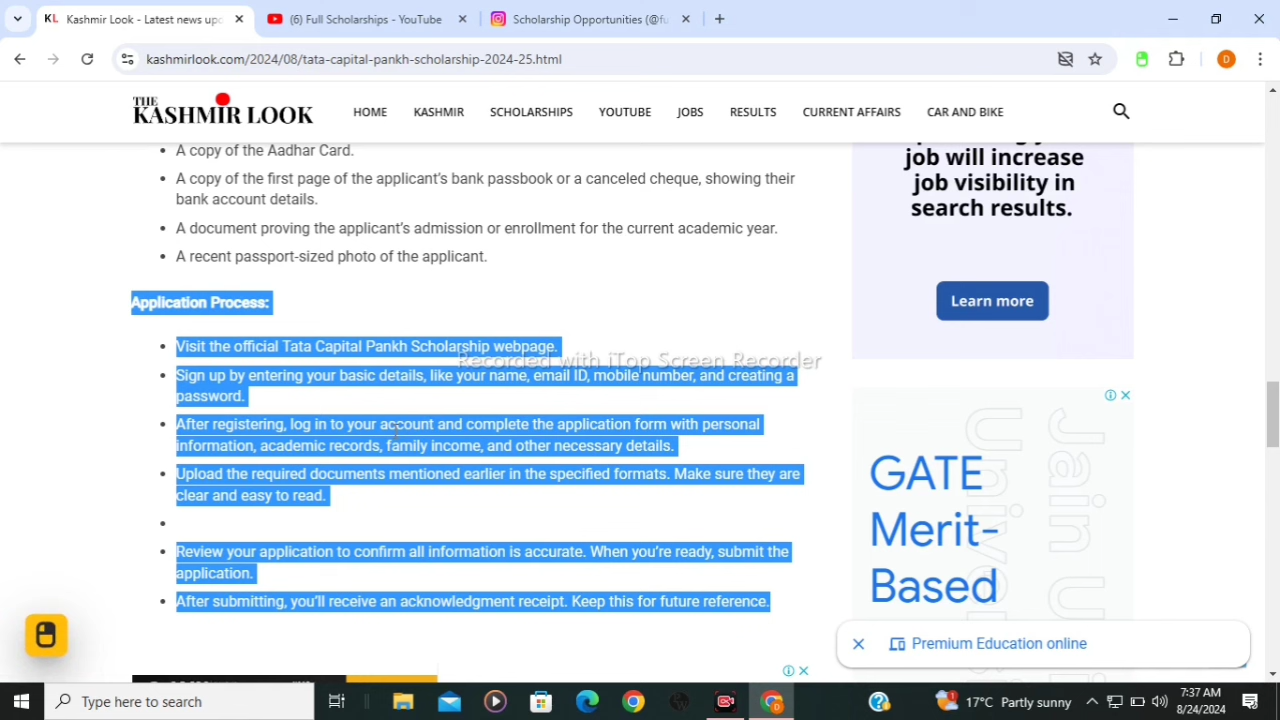 Kashmir Look - Latest news upd
(6) Full Scholarships - YouTube
Scholarship Opportunities (@fu
kashmirlook.com/2024/08/tata-capital-pankh-scholarship-2024-25.html
D
THE
KASHMIR LOOK
HOME KASHMIR SCHOLARSHIPS YOUTUBE JOBS RESULTS CURRENT AFFAIRS CAR AND BIKE
• A copy of the Aadhar Card.
• A copy of the first page of the applicant’s bank passbook or a canceled cheque, showing their
bank account details.
• A document proving the applicant’s admission or enrollment for the current academic year.
• A recent passport-sized photo of the applicant.
Application Process:
• Visit the official Tata Capital Pankh Scholarship webpage.
Recorded with iTop Screen Recorder
• Sign up by entering your basic details, like your name, email ID, mobile number, and creating a
password.
• After registering, log in to your account and complete the application form with personal
information, academic records, family income, and other necessary details.
• Upload the required documents mentioned earlier in the specified formats. Make sure they are
clear and easy to read.
•
• Review your application to confirm all information is accurate. When you’re ready, submit the
application.
• After submitting, you’ll receive an acknowledgment receipt. Keep this for future reference.
job will increase
job visibility in
search results.
Learn more
GATE
Merit-
Based
Jain
Premium Education online
Type here to search
17°C Partly sunny
7:37 AM
8/24/2024